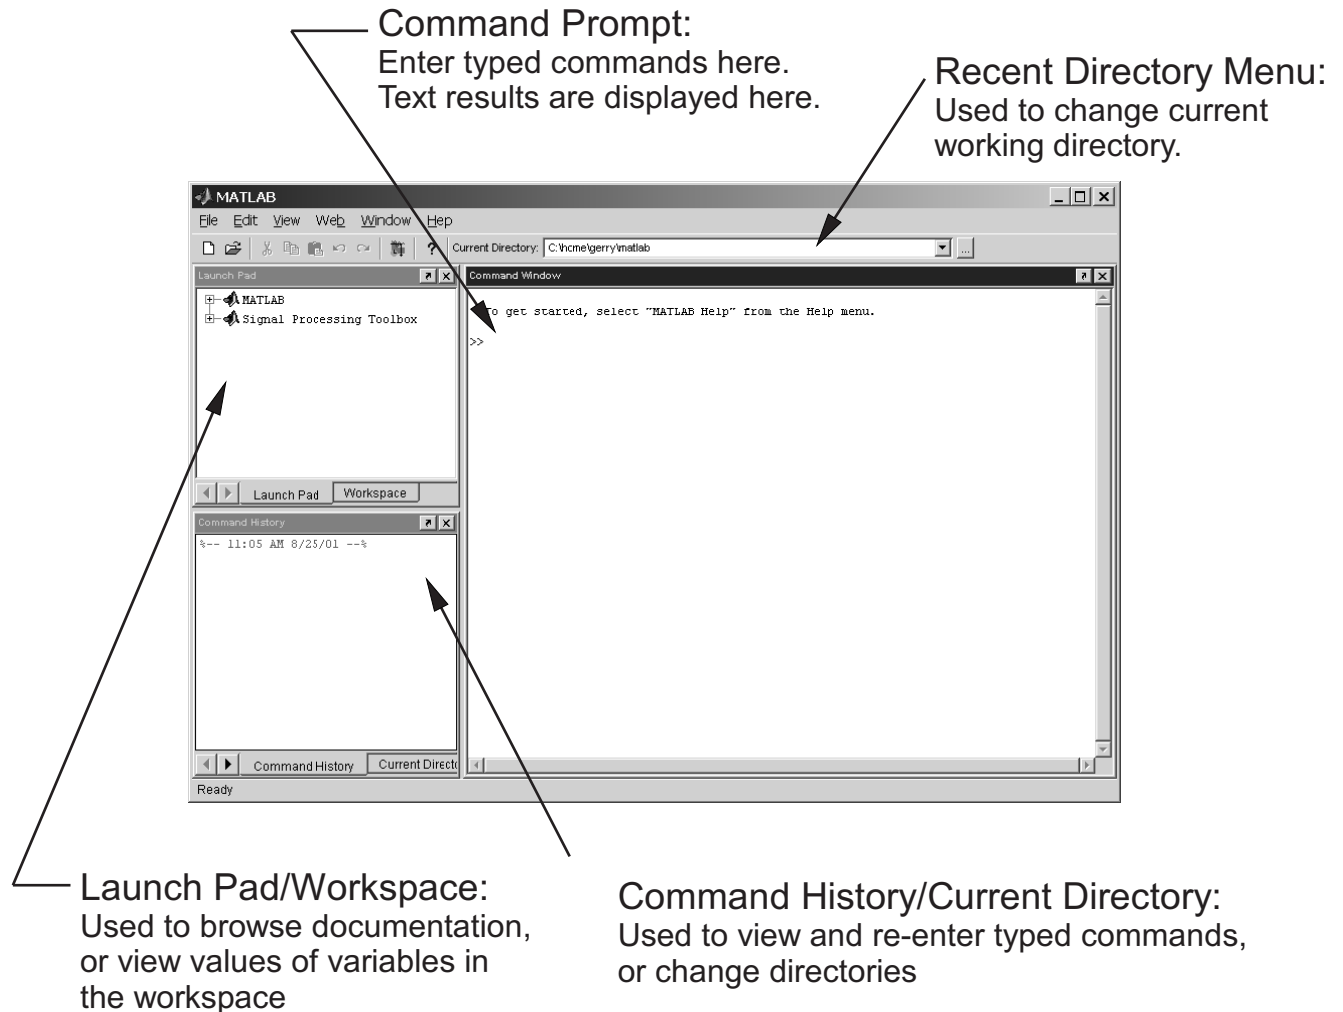 Command Prompt:
Enter typed commands here.
Text results are displayed here.
Recent Directory Menu:
Used to change current
working directory.
MATLAB
File Edit View Web Window Hep
? Current Directory: C:\hcme\gerry\matlab ...
Launch Pad
MATLAB
Signal Processing Toolbox
Launch Pad Workspace
Command History
%-- 11:05 AM 8/25/01 --%
Command History Current Directo
Ready
Command Window
To get started, select "MATLAB Help" from the Help menu.
>>
Launch Pad/Workspace:
Used to browse documentation,
or view values of variables in
the workspace
Command History/Current Directory:
Used to view and re-enter typed commands,
or change directories